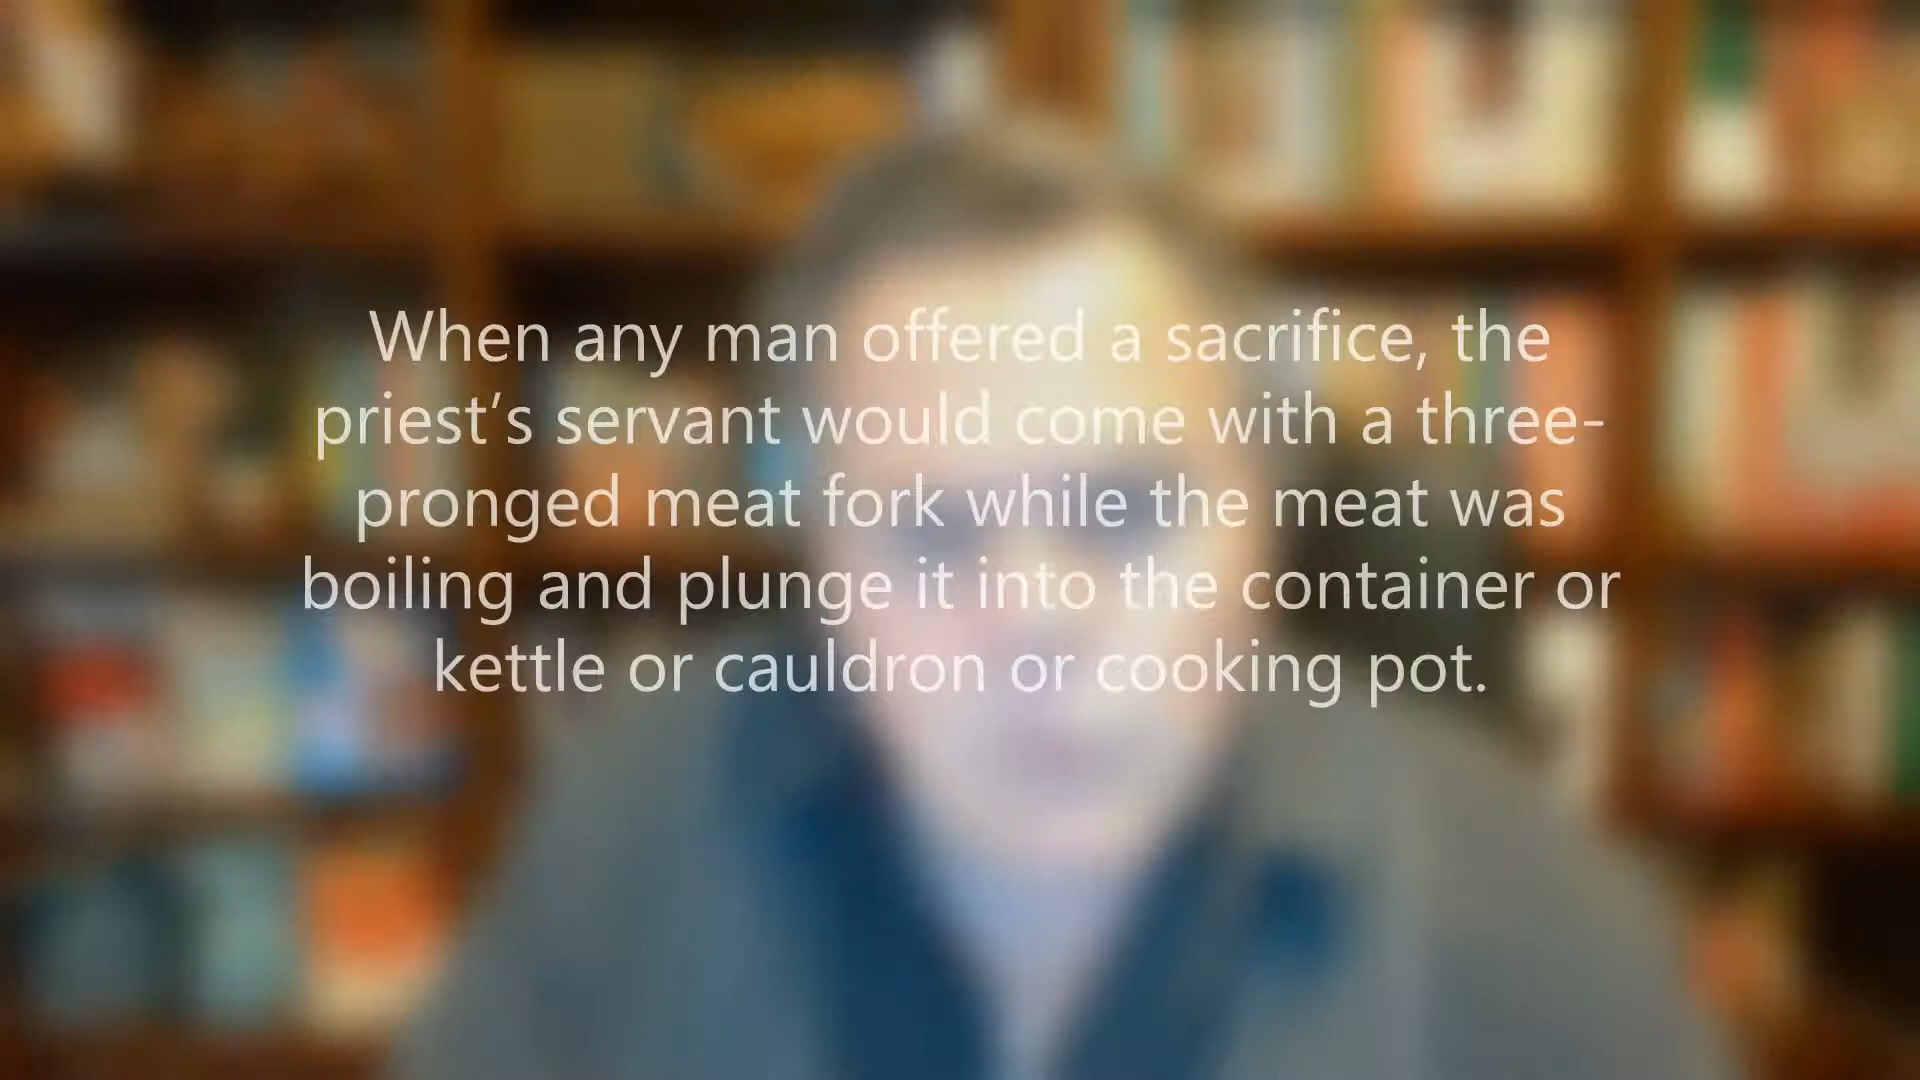 When any man offered a sacrifice, the
priest’s servant would come with a three-
pronged meat fork while the meat was
boiling and plunge it into the container or
kettle or cauldron or cooking pot.